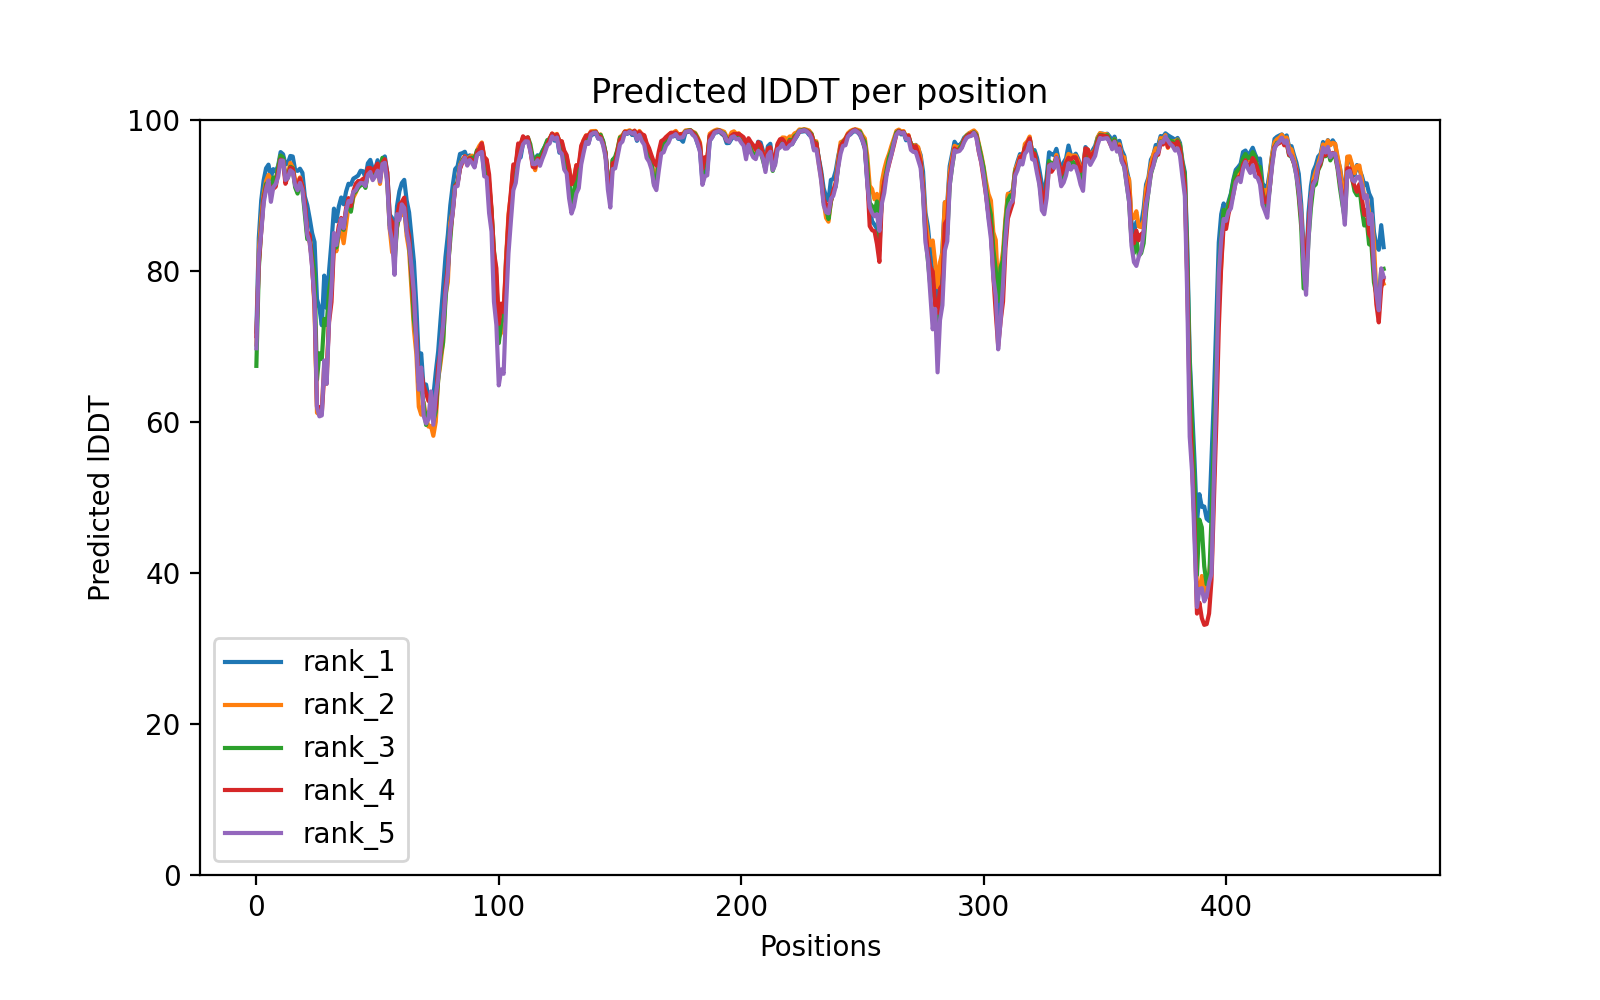 Predicted lDDT per position
100
80
60
40
20
0
Predicted lDDT
rank_1
rank_2
rank_3
rank_4
rank_5
0 100 200 300 400
Positions